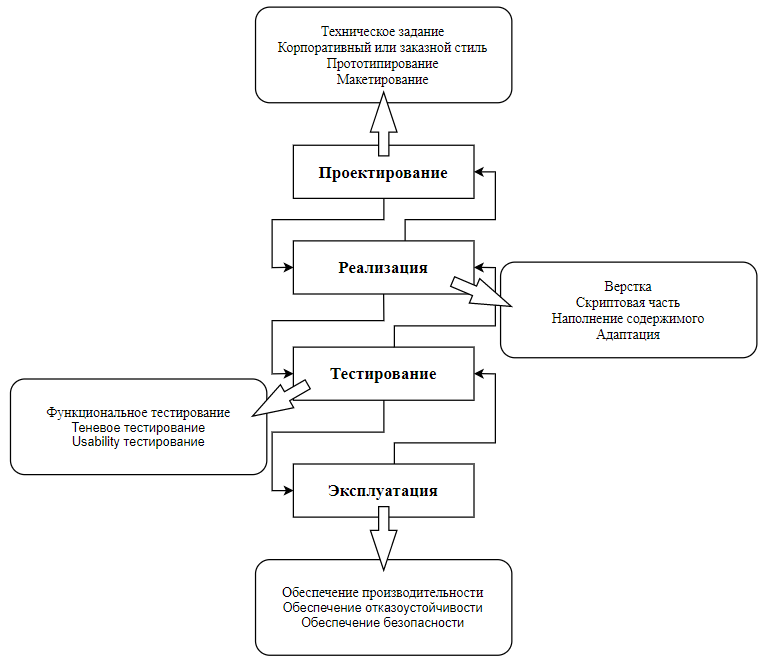 Техническое задание
Корпоративный или заказной стиль
Прототипирование
Макетирование
Проектирование
Реализация
Верстка
Скриптовая часть
Наполнение содержимого
Адаптация
Тестирование
Функциональное тестирование
Теневое тестирование
Usability тестирование
Эксплуатация
Обеспечение производительности
Обеспечение отказоустойчивости
Обеспечение безопасности